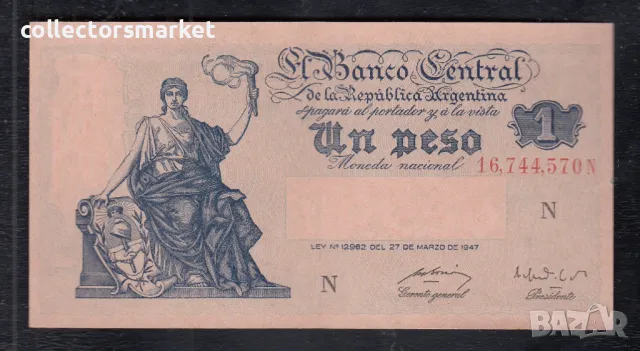 collectorsmarket
.com
El Banco Central
de la República Argentina
pagará al portador y á la vista
Un peso
1
Moneda nacional
16,744,570N
N
LEY Nº 12962 DEL 27 DE MARZO DE 1947
N
Gerente general
Presidente
BAZAR